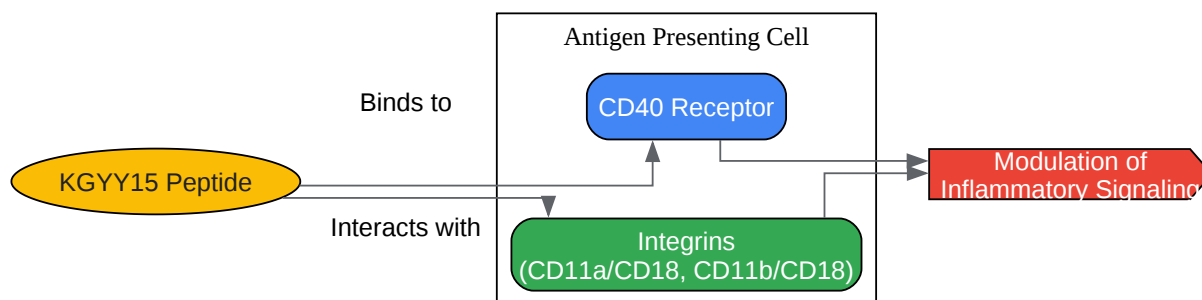 Antigen Presenting Cell
Binds to
CD40 Receptor
KGYY15 Peptide
Modulation of
Inflammatory Signaling
Interacts with
Integrins
(CD11a/CD18, CD11b/CD18)